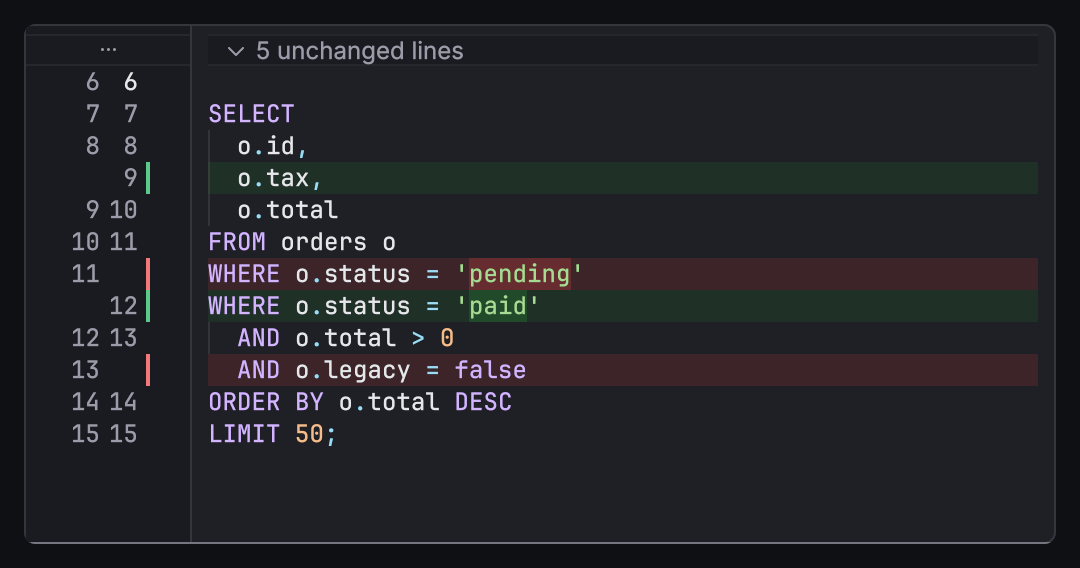 ··· 5 unchanged lines
6 6
7 7 SELECT
8 8   o.id,
9   o.tax,
9 10   o.total
10 11 FROM orders o
11 WHERE o.status = 'pending'
12 WHERE o.status = 'paid'
12 13   AND o.total > 0
13   AND o.legacy = false
14 14 ORDER BY o.total DESC
15 15 LIMIT 50;